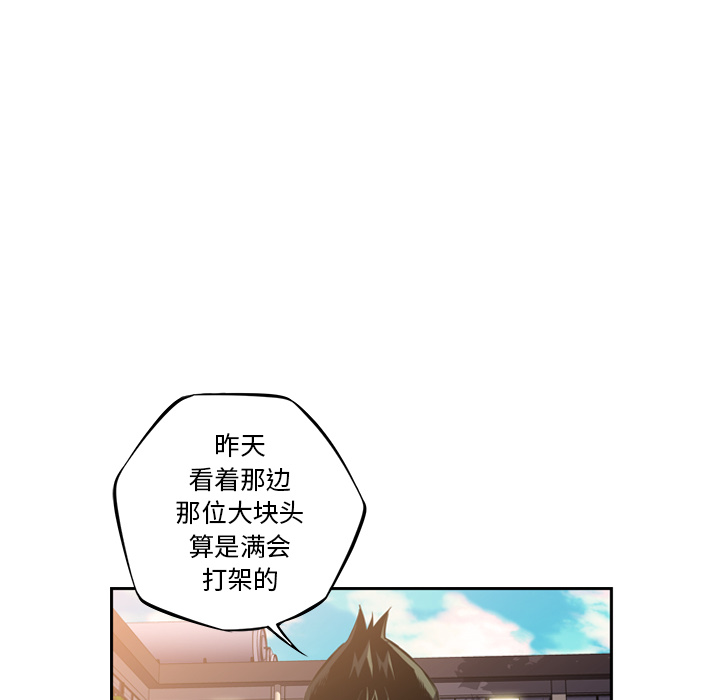 昨天
看着那边
那位大块头
算是满会
打架的